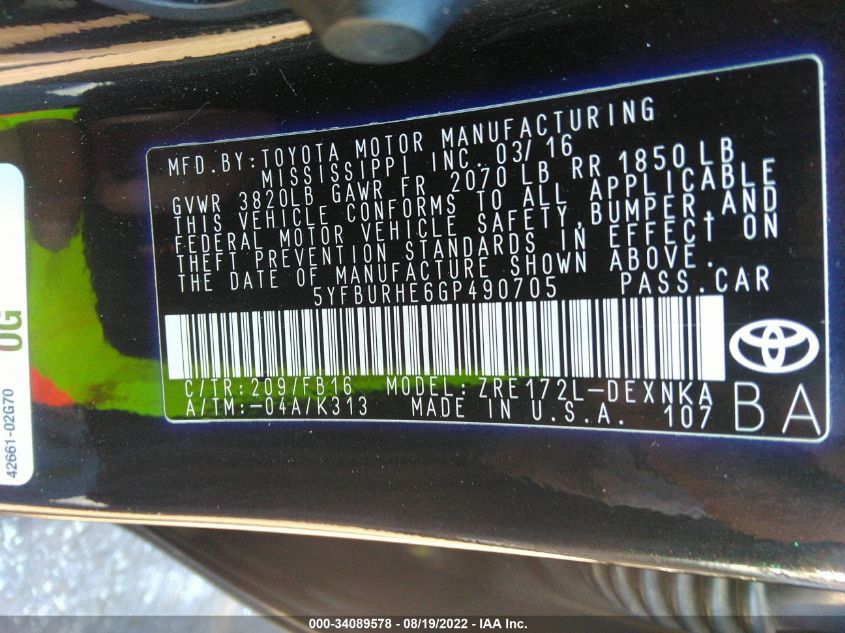 MFD. BY: TOYOTA MOTOR MANUFACTURING
MISSISSIPPI INC. 03/16
GVWR 3820LB GAWR FR 2070 LB RR 1850 LB
THIS VEHICLE CONFORMS TO ALL APPLICABLE
FEDERAL MOTOR VEHICLE SAFETY, BUMPER, AND
THEFT PREVENTION STANDARDS IN EFFECT ON
THE DATE OF MANUFACTURE SHOWN ABOVE.
5YFBURHE6GP490705 PASS. CAR
C/TR: 209/FB16 MODEL: ZRE172L-DEXNKA
A/TM: -04A/K313 MADE IN U.S.A. 107
BA
OG
42661-02G70
000-34089578 - 08/19/2022 - IAA Inc.